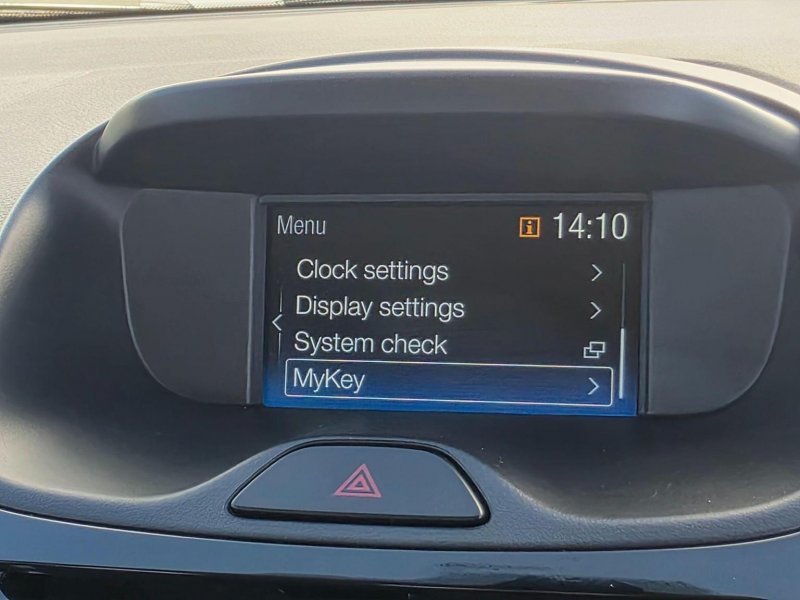 Menu 14:10
Clock settings
Display settings
System check
MyKey